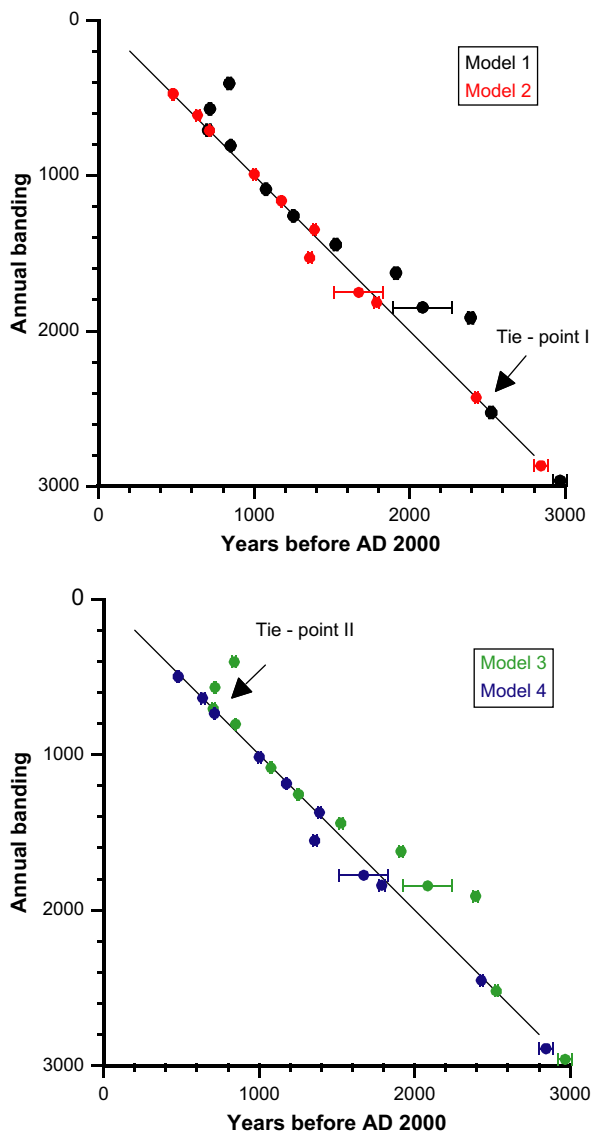 0
1000
2000
3000
Annual banding
Model 1
Model 2
Tie - point I
0 1000 2000 3000
Years before AD 2000
0
1000
2000
3000
Annual banding
Tie - point II
Model 3
Model 4
0 1000 2000 3000
Years before AD 2000